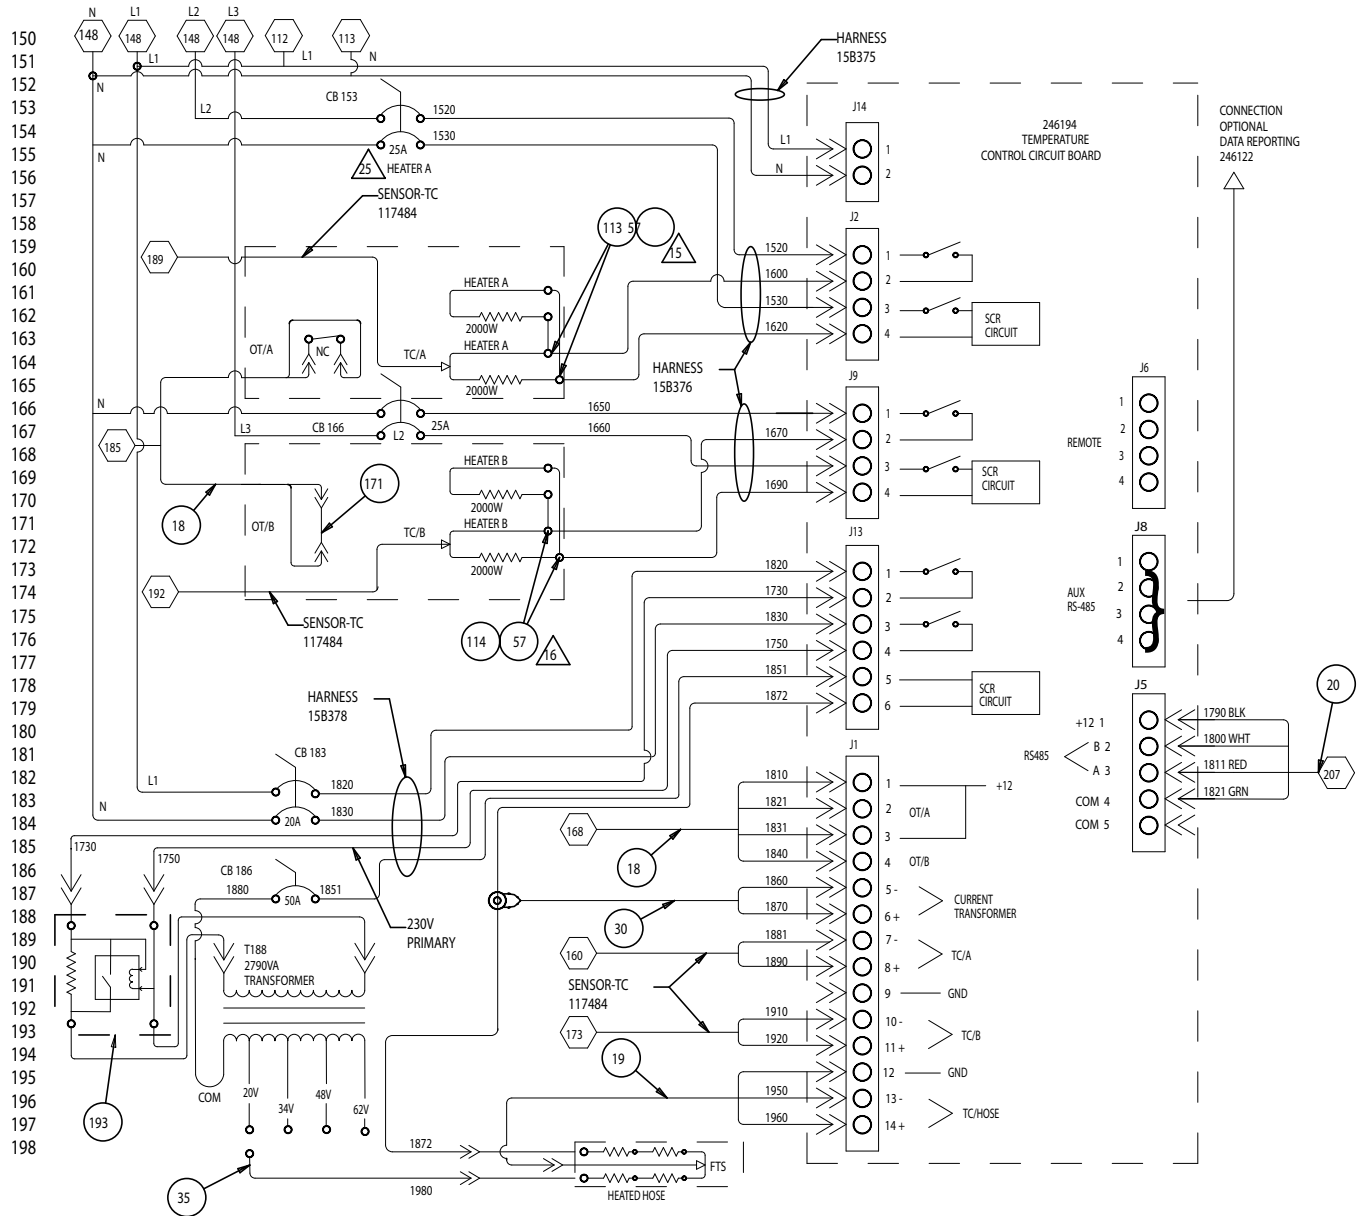 N L1 L2 L3
148 148 148 148 112 113
150
151
152
153
154
155
156
157
158
159
160
161
162
163
164
165
166
167
168
169
170
171
172
173
174
175
176
177
178
179
180
181
182
183
184
185
186
187
188
189
190
191
192
193
194
195
196
197
198
L1
L1
N
N
L2
N
CB 153
1520
1530
25A
25
HEATER A
HARNESS
15B375
SENSOR-TC
117484
189
113 57
15
HEATER A
2000W
HEATER A
2000W
OT/A
NC
TC/A
HARNESS
15B376
N
L3
CB 166
L2
25A
1650
1660
185
18
171
OT/B
HEATER B
2000W
HEATER B
2000W
TC/B
192
SENSOR-TC
117484
114
57
16
HARNESS
15B378
CB 183
L1
N
1820
20A
1830
1730
1750
CB 186
1880
50A
1851
230V
PRIMARY
T188
2790VA
TRANSFORMER
193
COM
20V
34V
48V
62V
35
1872
1980
FTS
HEATED HOSE
246194
TEMPERATURE
CONTROL CIRCUIT BOARD
CONNECTION
OPTIONAL
DATA REPORTING
246122
J14
L1 1
N 2
J2
1520 1
1600 2
1530 3
1620 4
SCR
CIRCUIT
J9
1
1670 2
3
1690 4
SCR
CIRCUIT
J13
1820 1
1730 2
1830 3
1750 4
1851 5
1872 6
SCR
CIRCUIT
J1
1810 1
+12
1821 2
OT/A
1831 3
1840 4 OT/B
1860 5 -
1870 6 +
CURRENT
TRANSFORMER
1881 7 -
1890 8 +
TC/A
9 GND
1910 10 -
1920 11 +
TC/B
12 GND
1950 13 -
1960 14 +
TC/HOSE
168
18
30
160
SENSOR-TC
117484
173
19
J6
REMOTE
1
2
3
4
J8
AUX
RS-485
1
2
3
4
J5
+12 1
RS485
B 2
A 3
COM 4
COM 5
1790 BLK
1800 WHT
1811 RED
1821 GRN
20
207